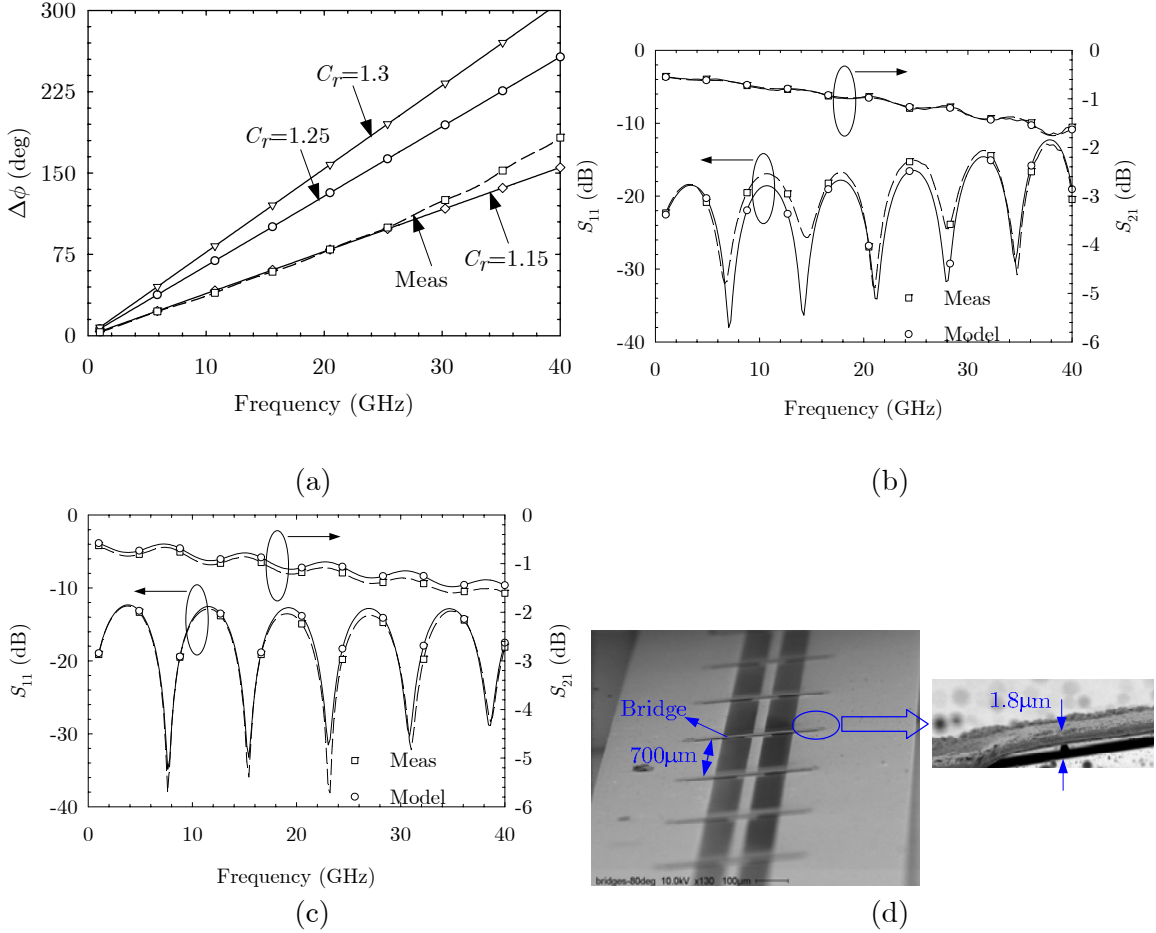 300
225
150
75
0
Δϕ (deg)
C_r=1.3
C_r=1.25
Meas
C_r=1.15
0 10 20 30 40
Frequency (GHz)
(a)
0
-10
-20
-30
-40
S_11 (dB)
0
-1
-2
-3
-4
-5
-6
S_21 (dB)
Meas
Model
0 10 20 30 40
Frequency (GHz)
(b)
0
-10
-20
-30
-40
S_11 (dB)
0
-1
-2
-3
-4
-5
-6
S_21 (dB)
Meas
Model
0 10 20 30 40
Frequency (GHz)
(c)
Bridge
700µm
1.8µm
bridges-80deg 10.0kV x130 100µm
(d)